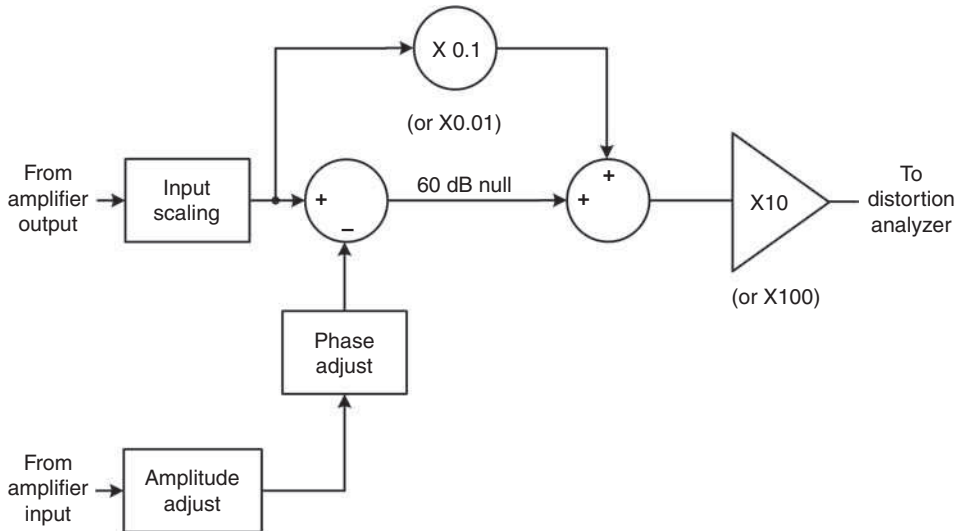 X 0.1
(or X0.01)
From
amplifier
output
Input
scaling
+
–
60 dB null
+
+
X10
(or X100)
To
distortion
analyzer
Phase
adjust
From
amplifier
input
Amplitude
adjust